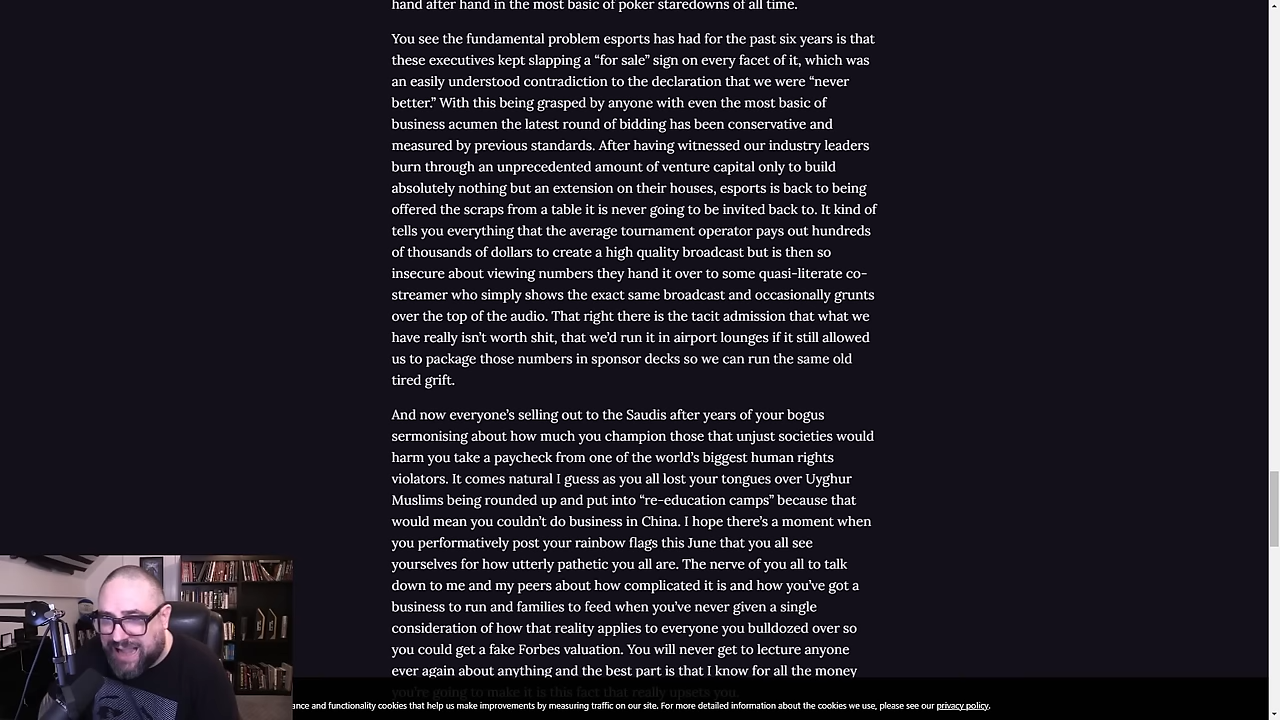 hand after hand in the most basic of poker staredowns of all time.
You see the fundamental problem esports has had for the past six years is that
these executives kept slapping a “for sale” sign on every facet of it, which was
an easily understood contradiction to the declaration that we were “never
better.” With this being grasped by anyone with even the most basic of
business acumen the latest round of bidding has been conservative and
measured by previous standards. After having witnessed our industry leaders
burn through an unprecedented amount of venture capital only to build
absolutely nothing but an extension on their houses, esports is back to being
offered the scraps from a table it is never going to be invited back to. It kind of
tells you everything that the average tournament operator pays out hundreds
of thousands of dollars to create a high quality broadcast but is then so
insecure about viewing numbers they hand it over to some quasi-literate co-
streamer who simply shows the exact same broadcast and occasionally grunts
over the top of the audio. That right there is the tacit admission that what we
have really isn’t worth shit, that we’d run it in airport lounges if it still allowed
us to package those numbers in sponsor decks so we can run the same old
tired grift.
And now everyone’s selling out to the Saudis after years of your bogus
sermonising about how much you champion those that unjust societies would
harm you take a paycheck from one of the world’s biggest human rights
violators. It comes natural I guess as you all lost your tongues over Uyghur
Muslims being rounded up and put into “re-education camps” because that
would mean you couldn’t do business in China. I hope there’s a moment when
you performatively post your rainbow flags this June that you all see
yourselves for how utterly pathetic you all are. The nerve of you all to talk
down to me and my peers about how complicated it is and how you’ve got a
business to run and families to feed when you’ve never given a single
consideration of how that reality applies to everyone you bulldozed over so
you could get a fake Forbes valuation. You will never get to lecture anyone
ever again about anything and the best part is that I know for all the money
you’re going to make it is this fact that really upsets you.
ance and functionality cookies that help us make improvements by measuring traffic on our site. For more detailed information about the cookies we use, please see our privacy policy.